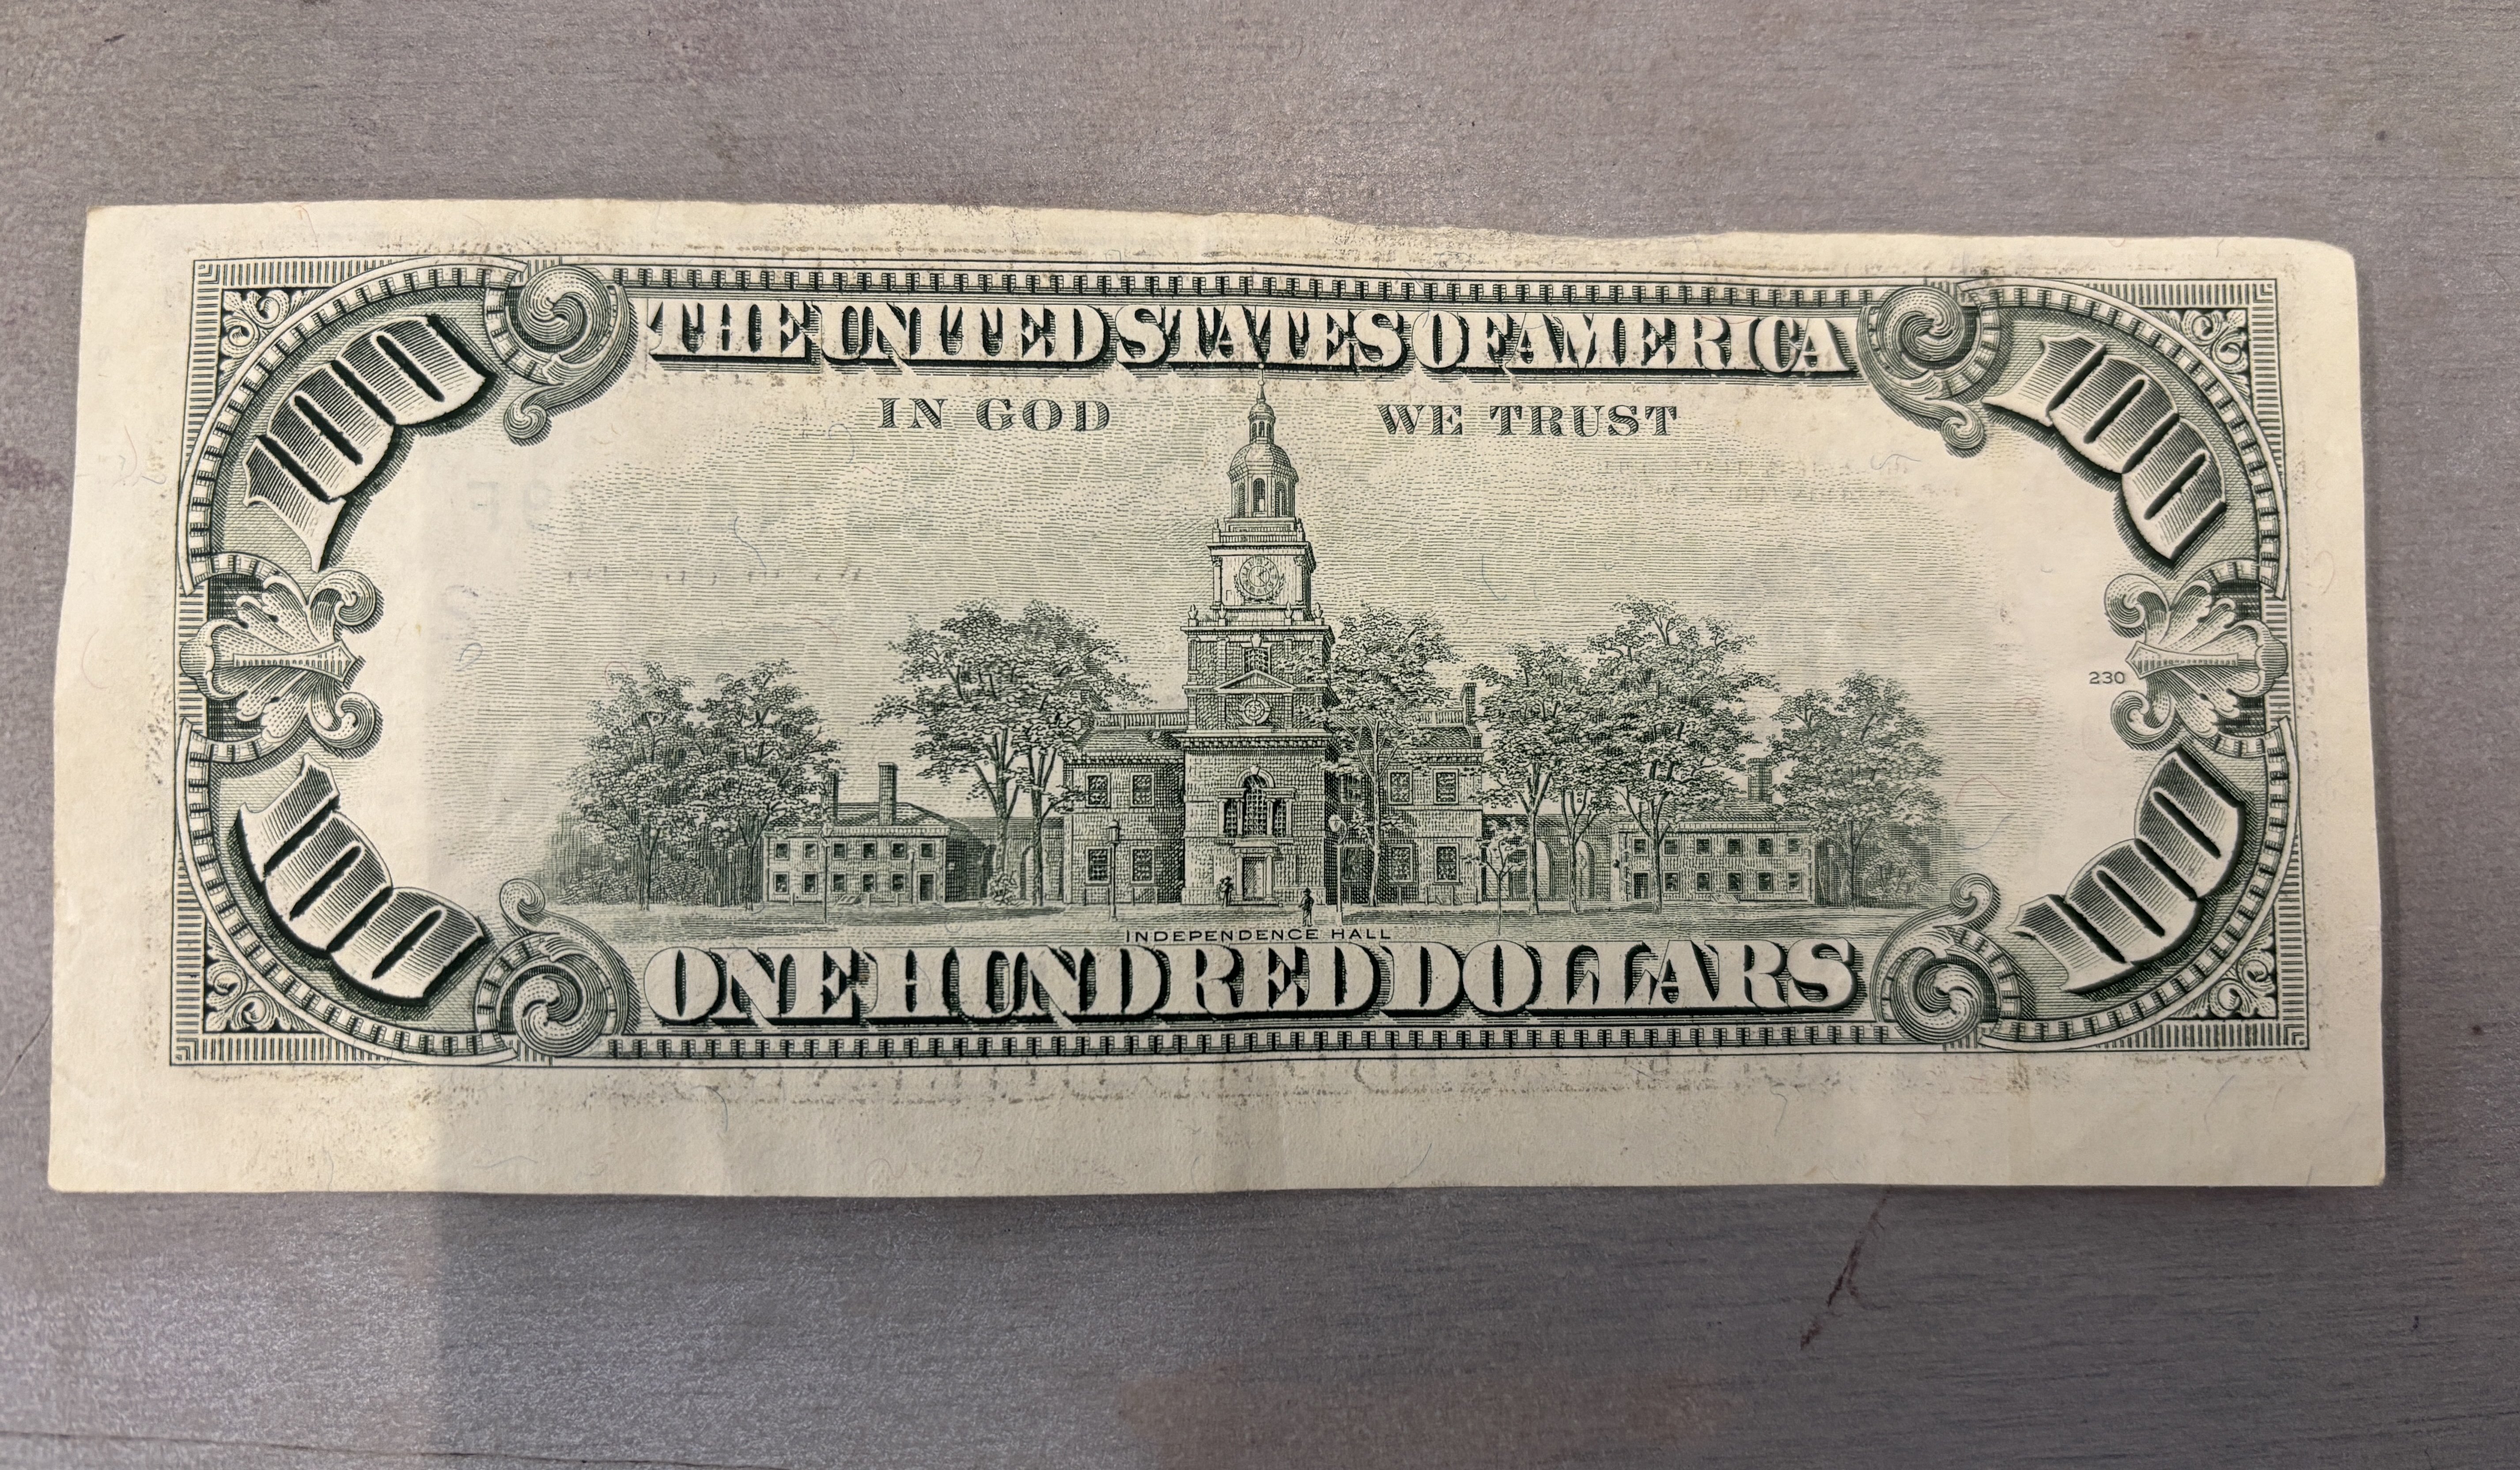 100
THE UNITED STATES OF AMERICA
100
IN GOD WE TRUST
230
INDEPENDENCE HALL
100
ONE HUNDRED DOLLARS
100